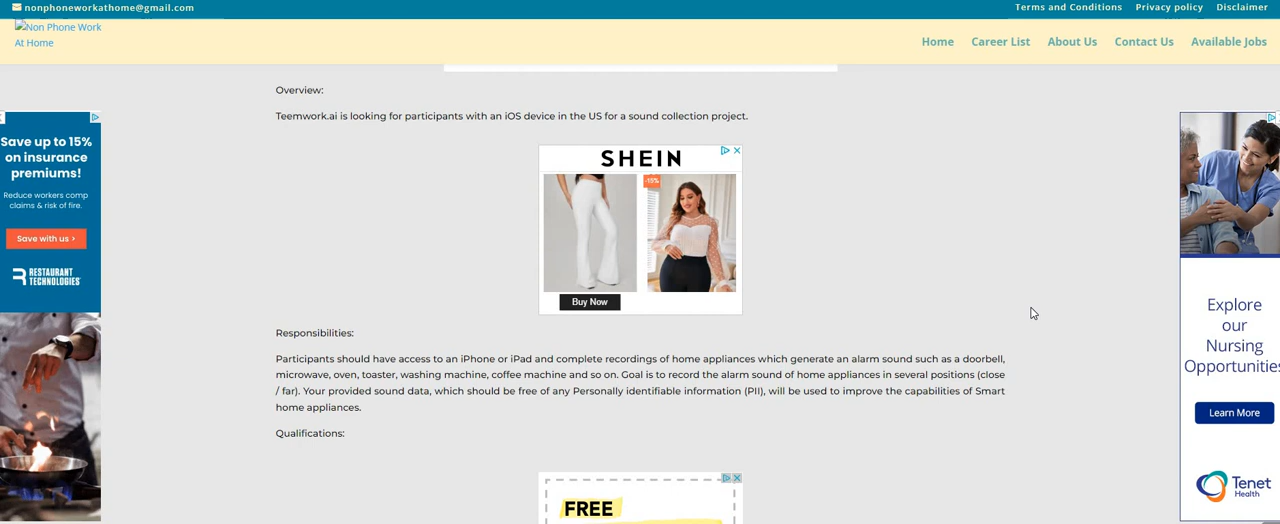 nonphoneworkathome@gmail.com
Terms and Conditions Privacy policy Disclaimer
Non Phone Work
At Home
Home Career List About Us Contact Us Available Jobs
Overview:
Teemwork.ai is looking for participants with an iOS device in the US for a sound collection project.
Save up to 15%
on insurance
premiums!
Reduce workers comp
claims & risk of fire.
Save with us >
RESTAURANT
TECHNOLOGIES
SHEIN
-15%
Buy Now
Explore
our
Nursing
Opportunities
Learn More
Tenet
Health
Responsibilities:
Participants should have access to an iPhone or iPad and complete recordings of home appliances which generate an alarm sound such as a doorbell,
microwave, oven, toaster, washing machine, coffee machine and so on. Goal is to record the alarm sound of home appliances in several positions (close
/ far). Your provided sound data, which should be free of any Personally identifiable information (PII), will be used to improve the capabilities of Smart
home appliances.
Qualifications:
FREE